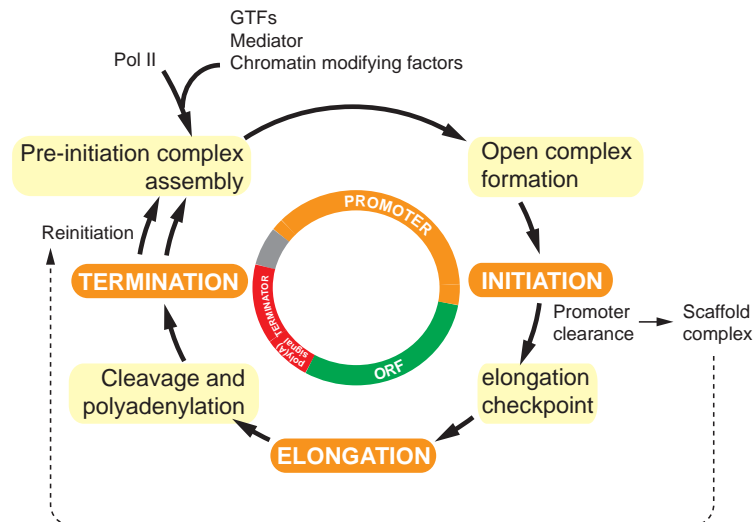 GTFs
Mediator
Pol II
Chromatin modifying factors
Pre-initiation complex
assembly
Open complex
formation
PROMOTER
Reinitiation
TERMINATION
INITIATION
poly(A)/ TERMINATOR
signal
Promoter
clearance
Scaffold
complex
ORF
Cleavage and
polyadenylation
elongation
checkpoint
ELONGATION